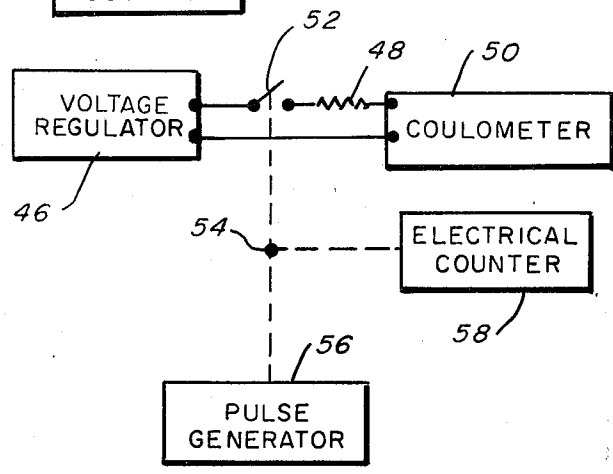 52
48
50
VOLTAGE
REGULATOR
COULOMETER
46
54
ELECTRICAL
COUNTER
58
56
PULSE
GENERATOR